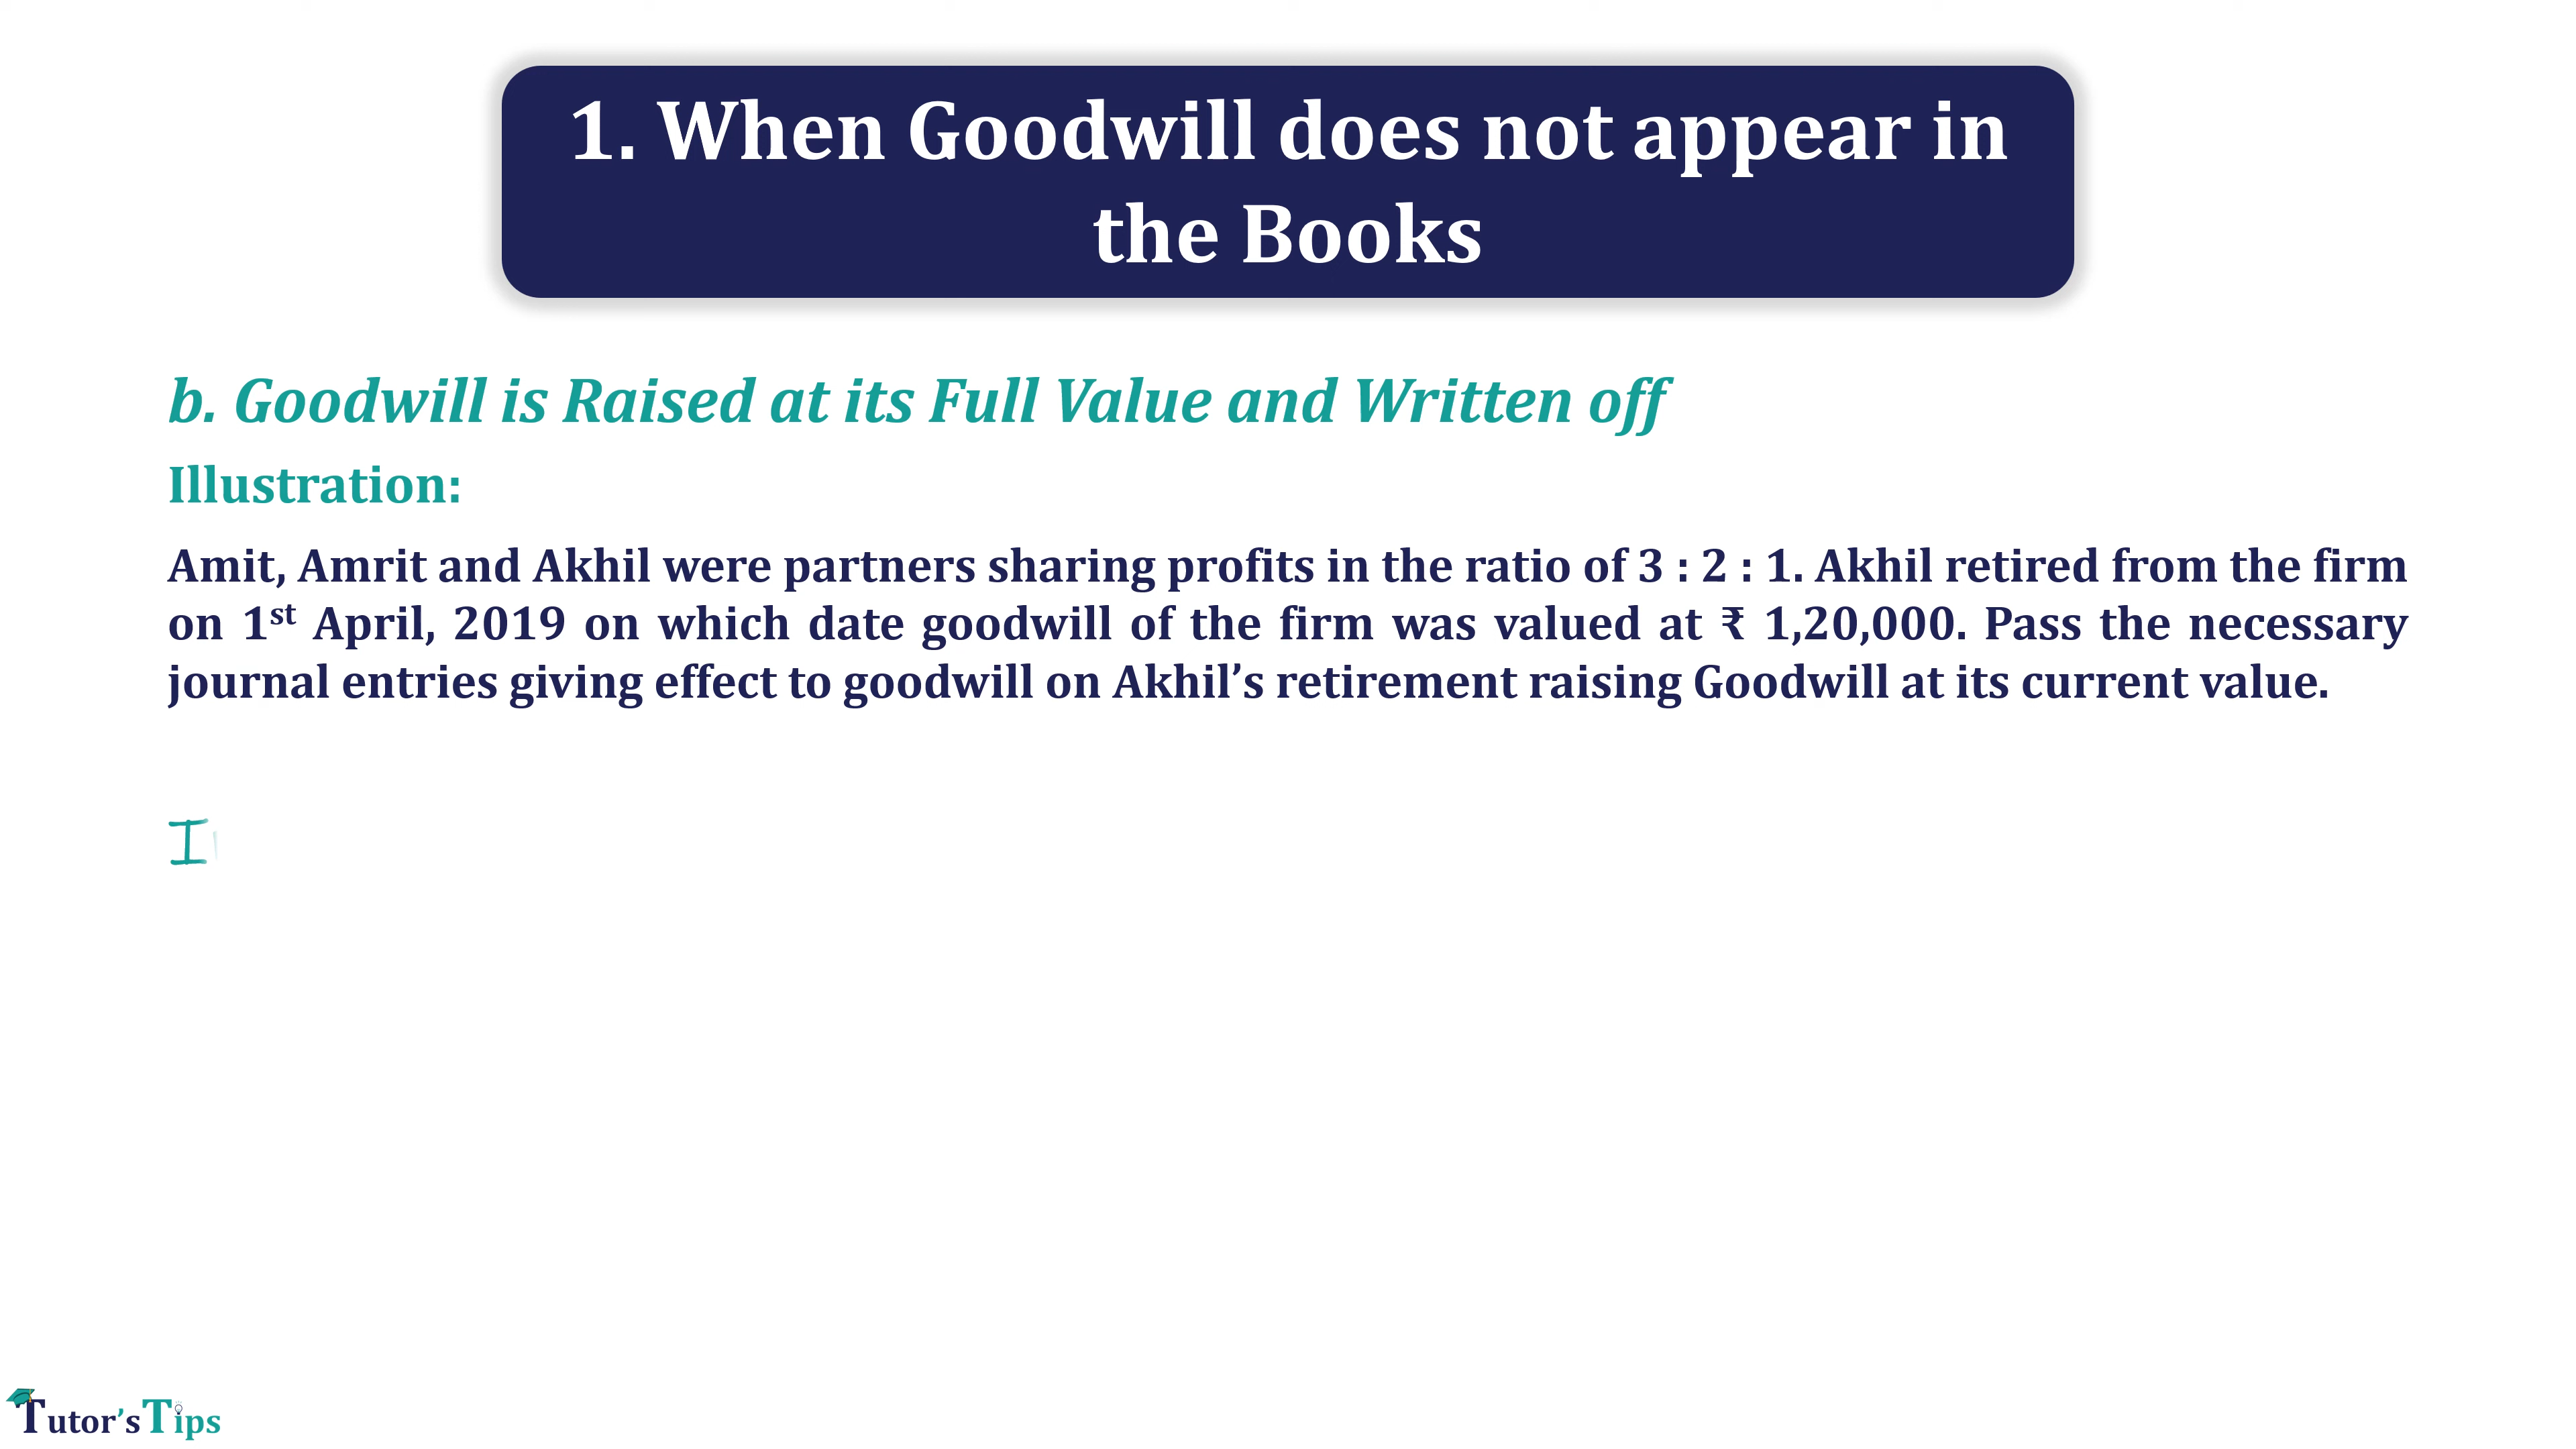 1. When Goodwill does not appear in
the Books
b. Goodwill is Raised at its Full Value and Written off
Illustration:
Amit, Amrit and Akhil were partners sharing profits in the ratio of 3 : 2 : 1. Akhil retired from the firm
on 1st April, 2019 on which date goodwill of the firm was valued at ₹ 1,20,000. Pass the necessary
journal entries giving effect to goodwill on Akhil’s retirement raising Goodwill at its current value.
I
Tutor’sTips